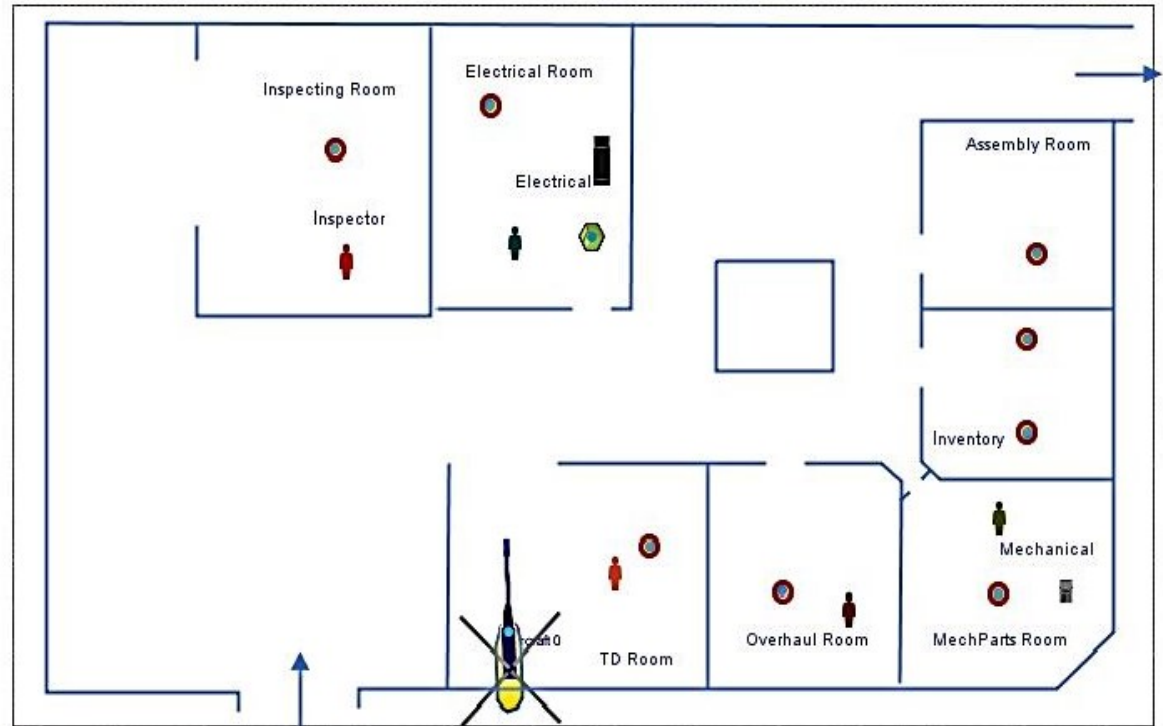 Electrical Room
Inspecting Room
Assembly Room
Electrical
Inspector
Inventory
Mechanical
Overhaul Room
MechParts Room
TD Room